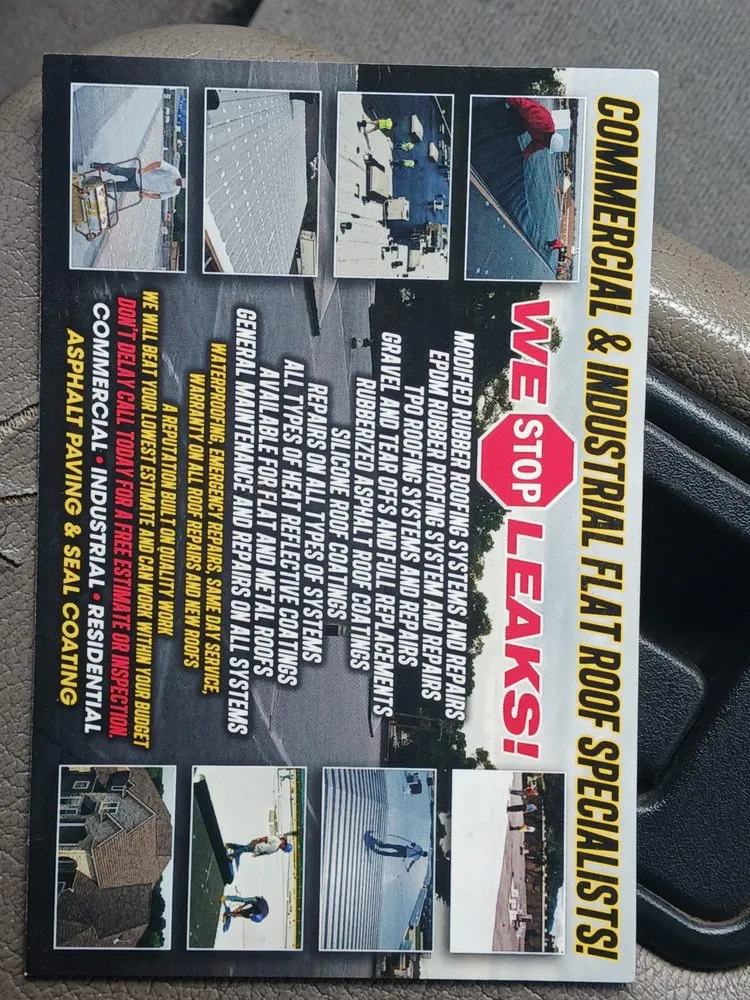 COMMERCIAL & INDUSTRIAL FLAT ROOF SPECIALISTS!
WE STOP LEAKS!
MODIFIED RUBBER ROOFING SYSTEMS AND REPAIRS
EPDM RUBBER ROOFING SYSTEM AND REPAIRS
TPO ROOFING SYSTEMS AND REPAIRS
GRAVEL AND TEAR OFFS AND FULL REPLACEMENTS
RUBBERIZED ASPHALT ROOF COATINGS
SILICONE ROOF COATINGS
REPAIRS ON ALL TYPES OF SYSTEMS
ALL TYPES OF HEAT REFLECTIVE COATINGS
AVAILABLE FOR FLAT AND METAL ROOFS
GENERAL MAINTENANCE AND REPAIRS ON ALL SYSTEMS
WATERPROOFING, EMERGENCY REPAIRS, SAME DAY SERVICE,
WARRANTY ON ALL ROOF REPAIRS AND NEW ROOFS
A REPUTATION BUILT ON QUALITY WORK
WE WILL BEAT YOUR LOWEST ESTIMATE AND CAN WORK WITHIN YOUR BUDGET
DON'T DELAY CALL TODAY FOR A FREE ESTIMATE OR INSPECTION.
COMMERCIAL • INDUSTRIAL • RESIDENTIAL
ASPHALT PAVING & SEAL COATING